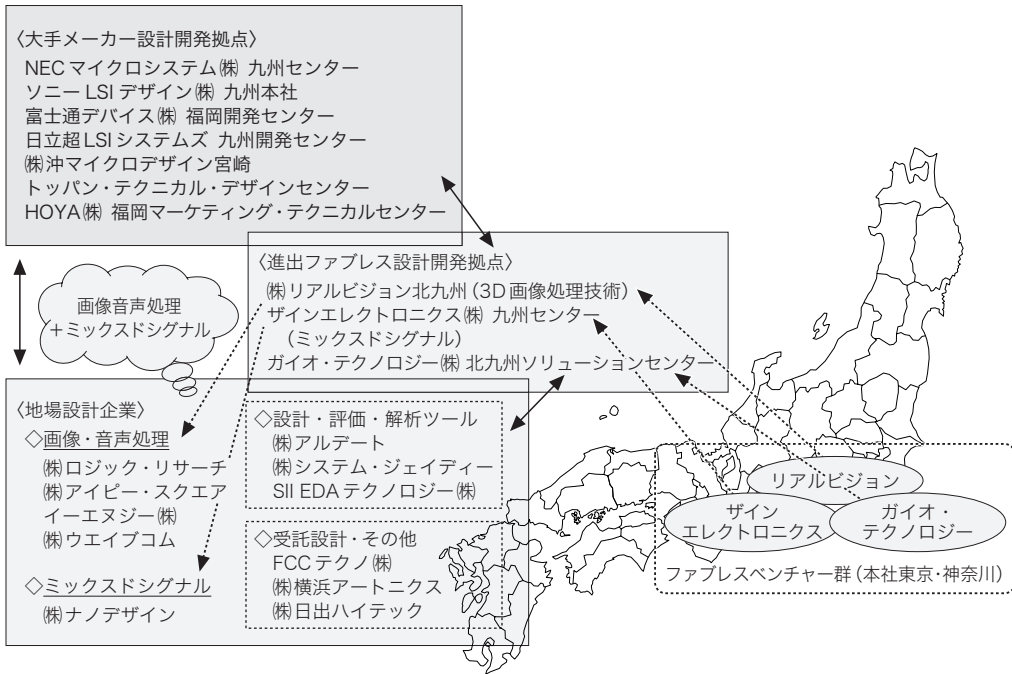 〈大手メーカー設計開発拠点〉
NECマイクロシステム㈱ 九州センター
ソニーLSIデザイン㈱ 九州本社
富士通デバイス㈱ 福岡開発センター
日立超LSIシステムズ 九州開発センター
㈱沖マイクロデザイン宮崎
トッパン・テクニカル・デザインセンター
HOYA㈱ 福岡マーケティング・テクニカルセンター
画像音声処理
＋ミックスドシグナル
〈進出ファブレス設計開発拠点〉
㈱リアルビジョン北九州（3D画像処理技術）
ザインエレクトロニクス㈱ 九州センター
（ミックスドシグナル）
ガイオ・テクノロジー㈱ 北九州ソリューションセンター
〈地場設計企業〉
◇画像・音声処理
㈱ロジック・リサーチ
㈱アイピー・スクエア
イーエヌジー㈱
㈱ウエイブコム
◇ミックスドシグナル
㈱ナノデザイン
◇設計・評価・解析ツール
㈱アルデート
㈱システム・ジェイディー
SII EDAテクノロジー㈱
◇受託設計・その他
FCCテクノ㈱
㈱横浜アートニクス
㈱日出ハイテック
リアルビジョン
ザイン
エレクトロニクス
ガイオ・
テクノロジー
ファブレスベンチャー群（本社東京・神奈川）